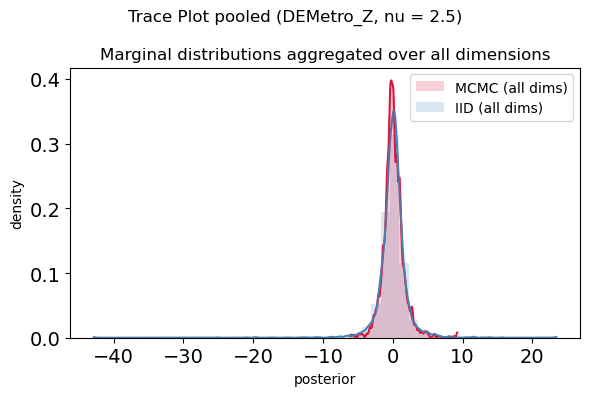 Trace Plot pooled (DEMetro_Z, nu = 2.5)
Marginal distributions aggregated over all dimensions
MCMC (all dims)
IID (all dims)
density
0.4
0.3
0.2
0.1
0.0
−40 −30 −20 −10 0 10 20
posterior